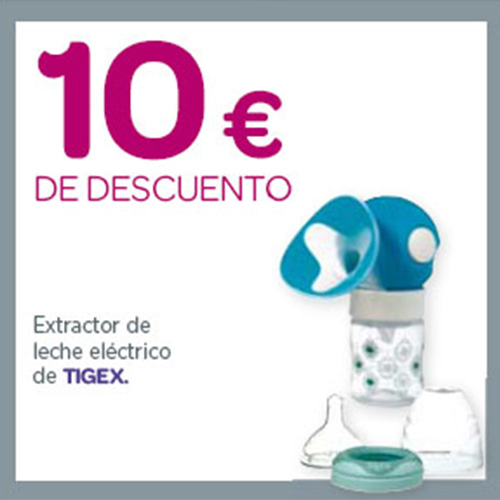 10 €
DE DESCUENTO
Extractor de
leche eléctrico
de TIGEX.